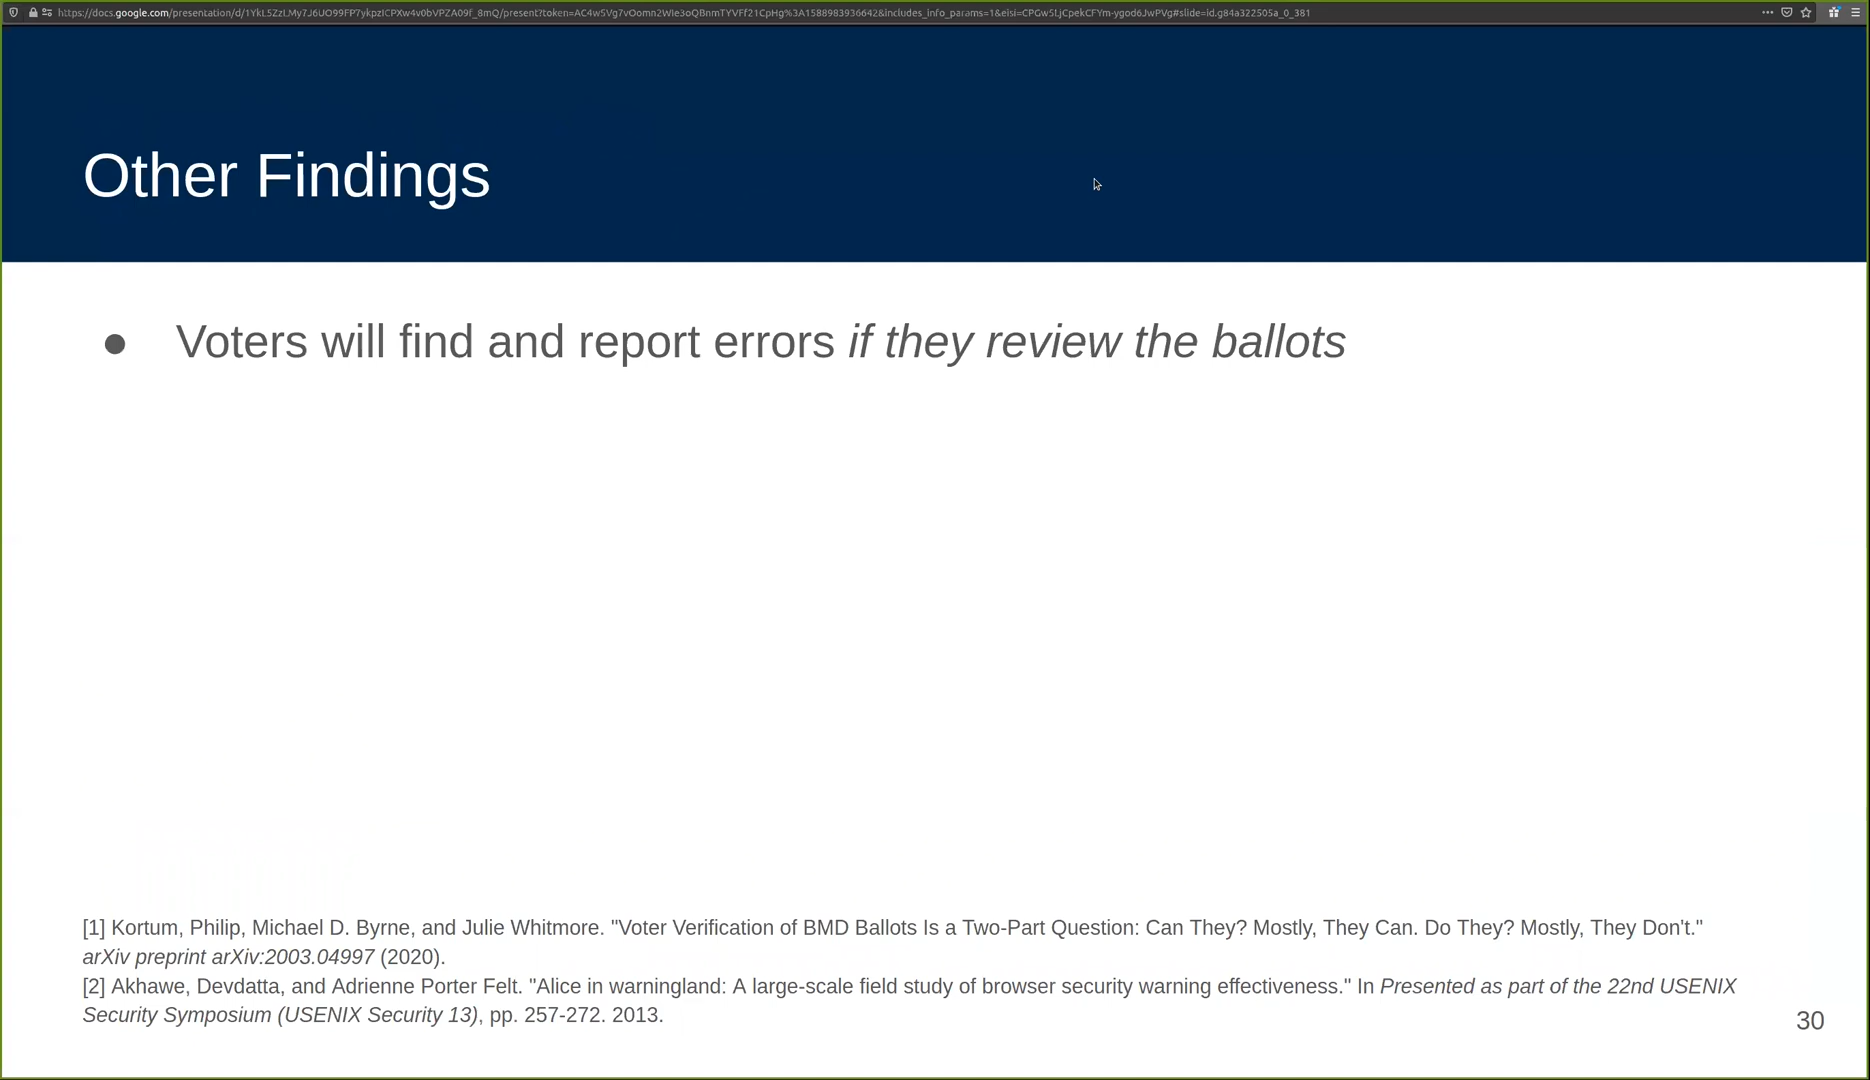 Other Findings
● Voters will find and report errors if they review the ballots
[1] Kortum, Philip, Michael D. Byrne, and Julie Whitmore. "Voter Verification of BMD Ballots Is a Two-Part Question: Can They? Mostly, They Can. Do They? Mostly, They Don't."
arXiv preprint arXiv:2003.04997 (2020).
[2] Akhawe, Devdatta, and Adrienne Porter Felt. "Alice in warningland: A large-scale field study of browser security warning effectiveness." In Presented as part of the 22nd USENIX
Security Symposium (USENIX Security 13), pp. 257-272. 2013.
30